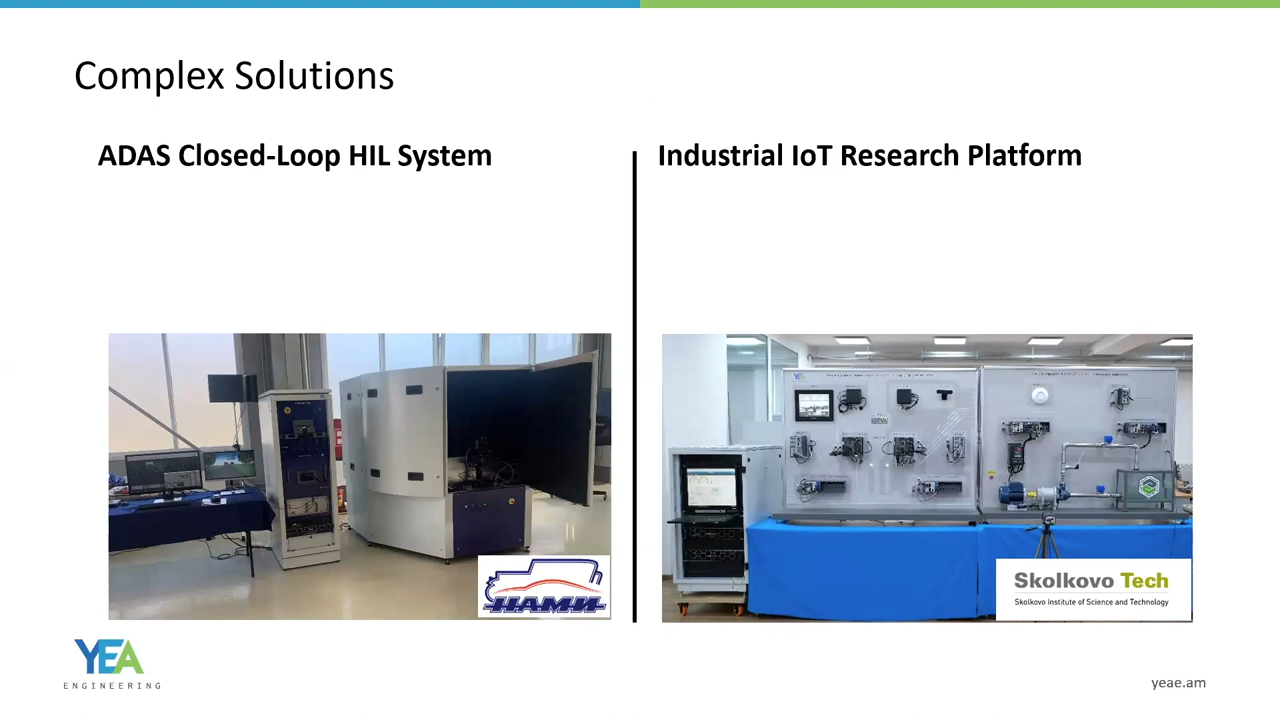 Complex Solutions
ADAS Closed-Loop HIL System
Industrial IoT Research Platform
НАМИ
YEA
Skolkovo Tech
Skolkovo Institute of Science and Technology
YEA
ENGINEERING
yeae.am